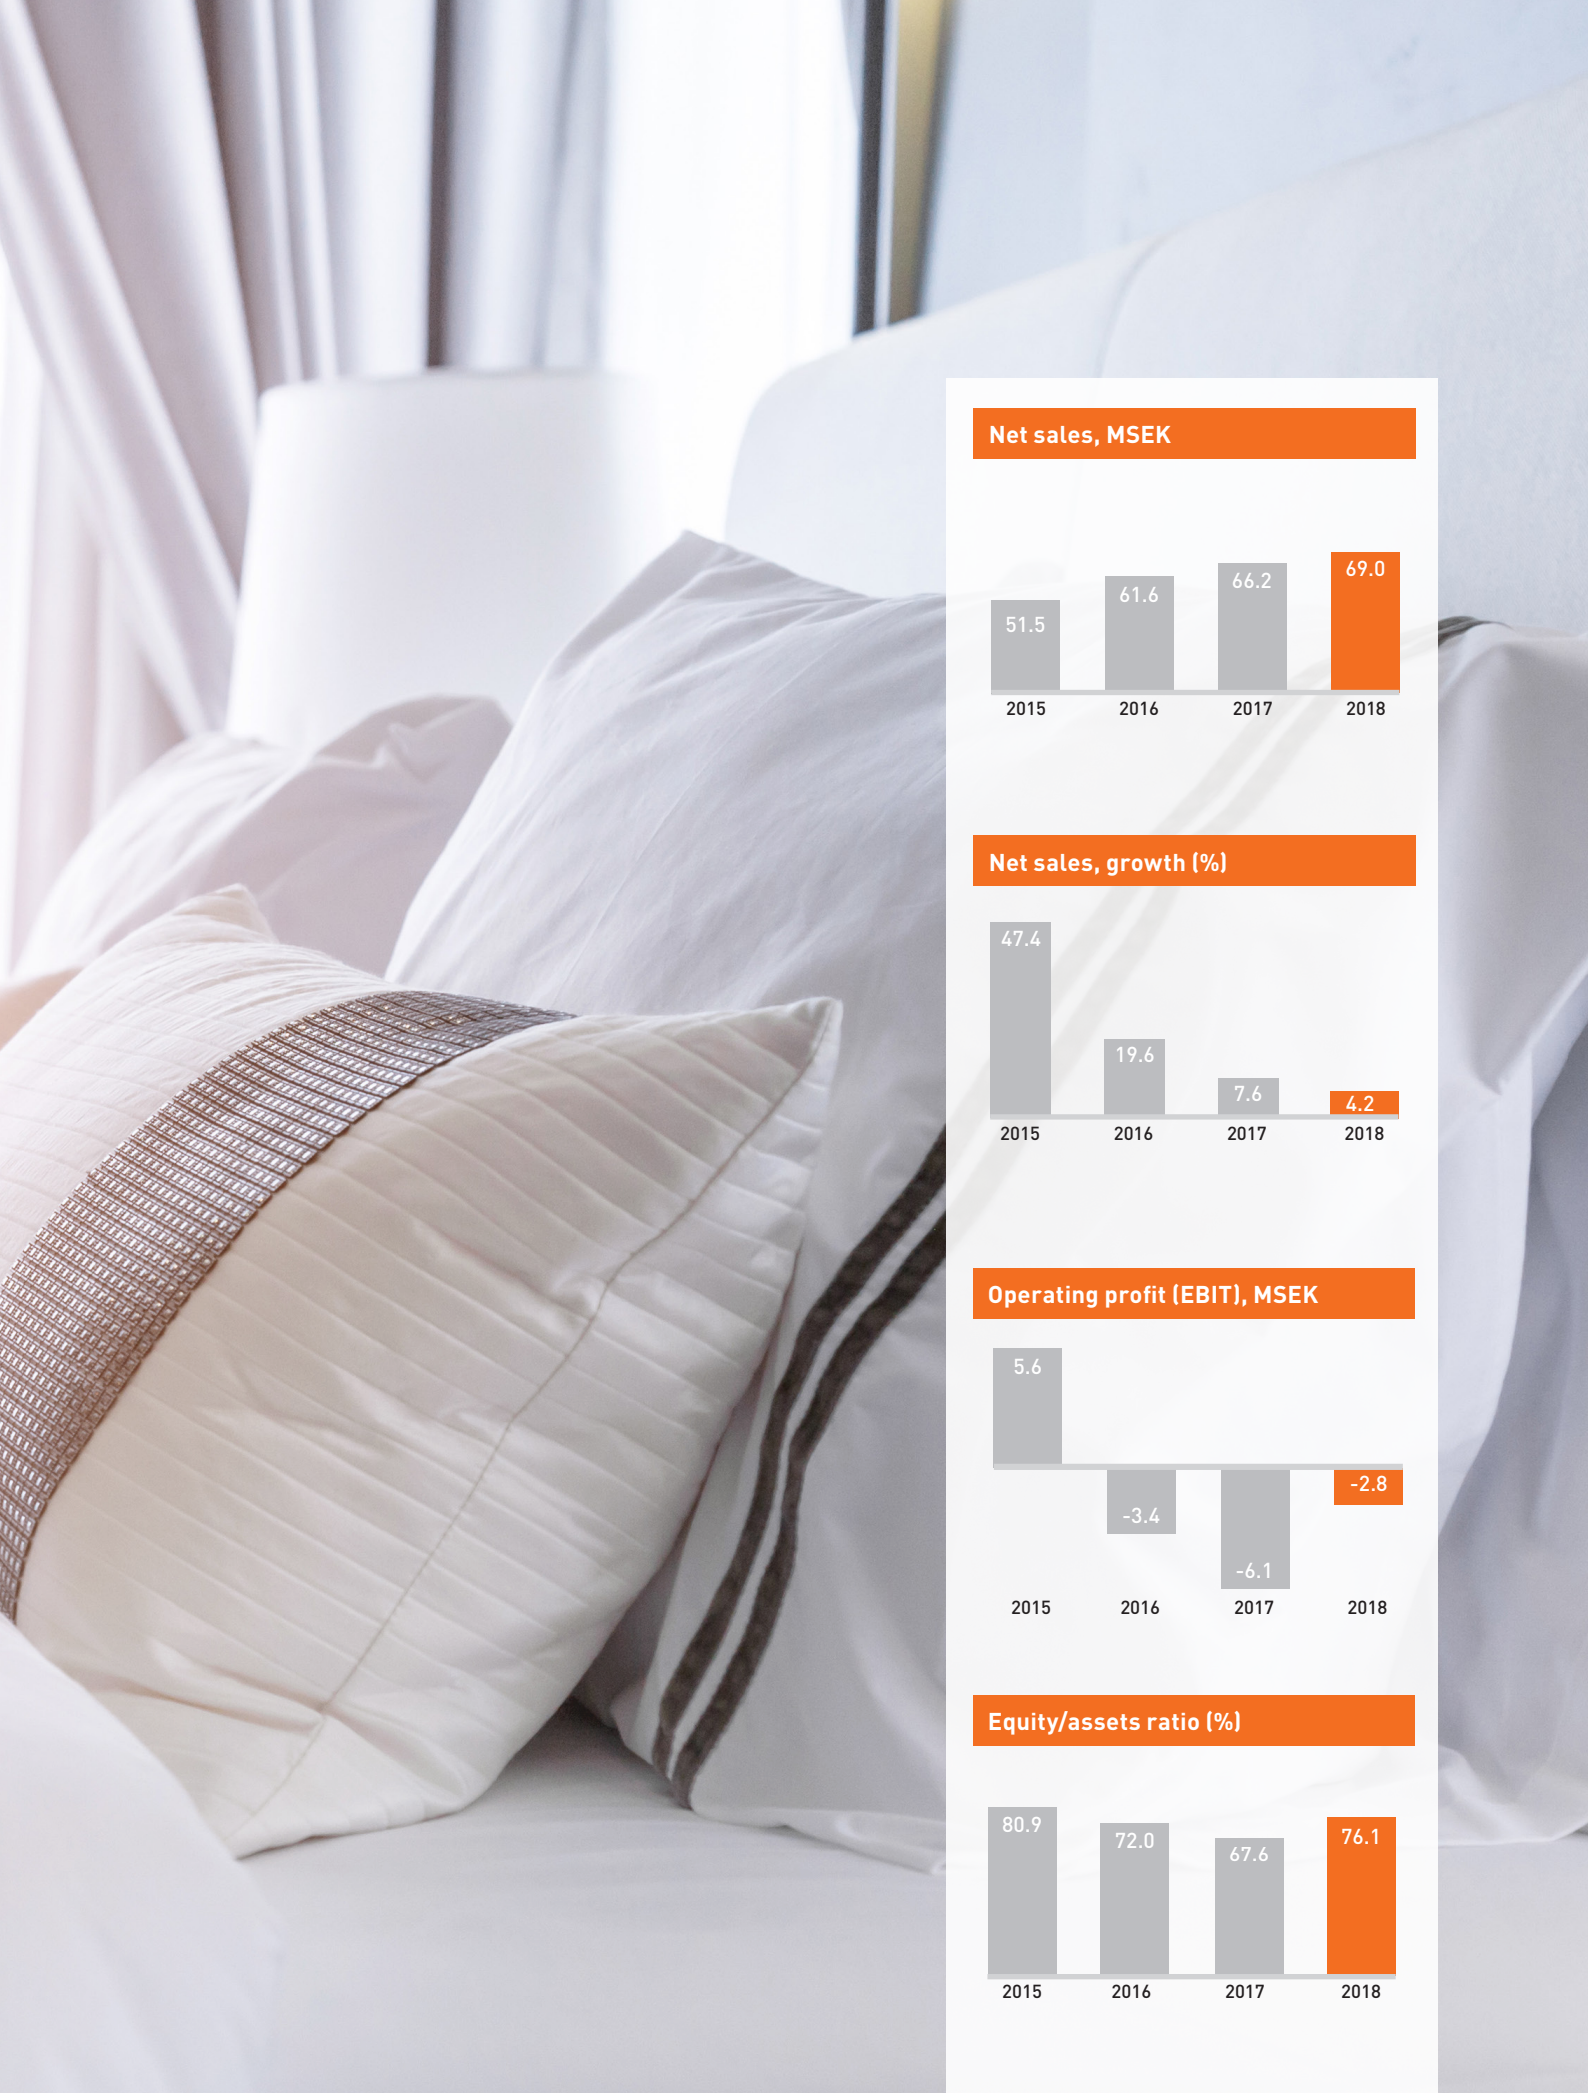 Net sales, MSEK
51.5 61.6 66.2 69.0
2015 2016 2017 2018
Net sales, growth (%)
47.4 19.6 7.6 4.2
2015 2016 2017 2018
Operating profit (EBIT), MSEK
5.6 -3.4 -6.1 -2.8
2015 2016 2017 2018
Equity/assets ratio (%)
80.9 72.0 67.6 76.1
2015 2016 2017 2018